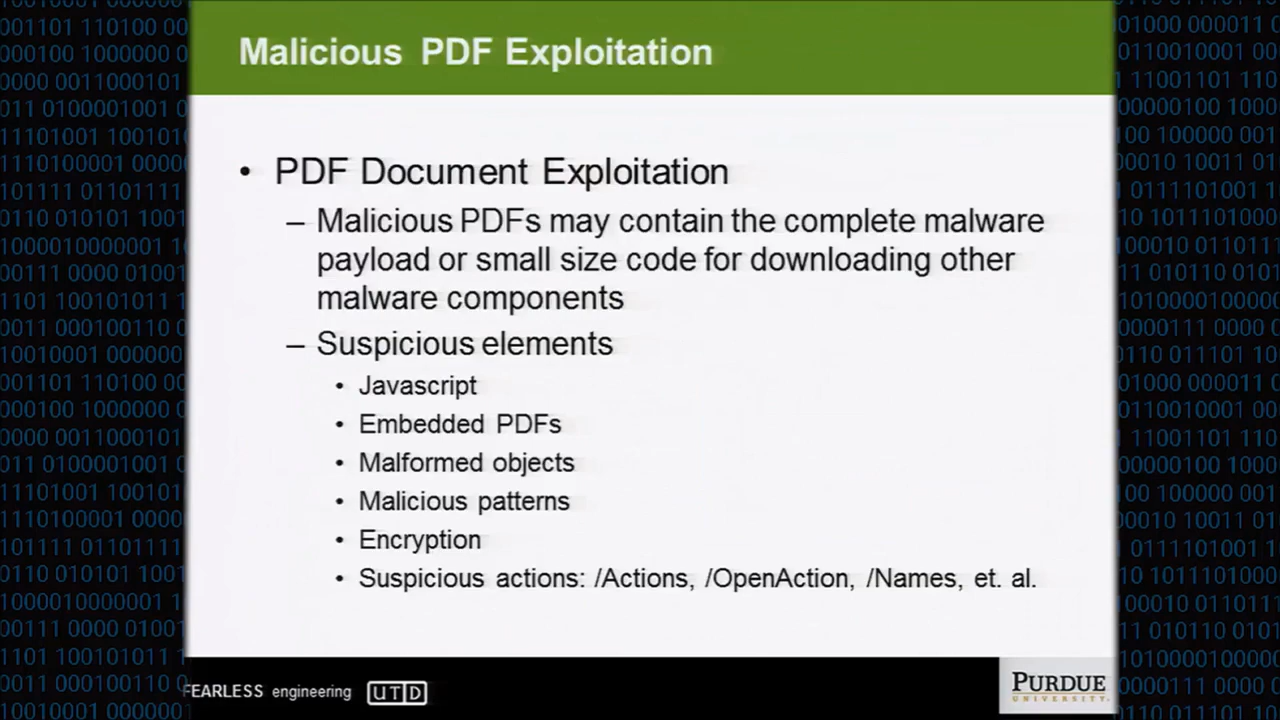 Malicious PDF Exploitation
• PDF Document Exploitation
– Malicious PDFs may contain the complete malware
payload or small size code for downloading other
malware components
– Suspicious elements
• Javascript
• Embedded PDFs
• Malformed objects
• Malicious patterns
• Encryption
• Suspicious actions: /Actions, /OpenAction, /Names, et. al.
FEARLESS engineering UTD
PURDUE
UNIVERSITY